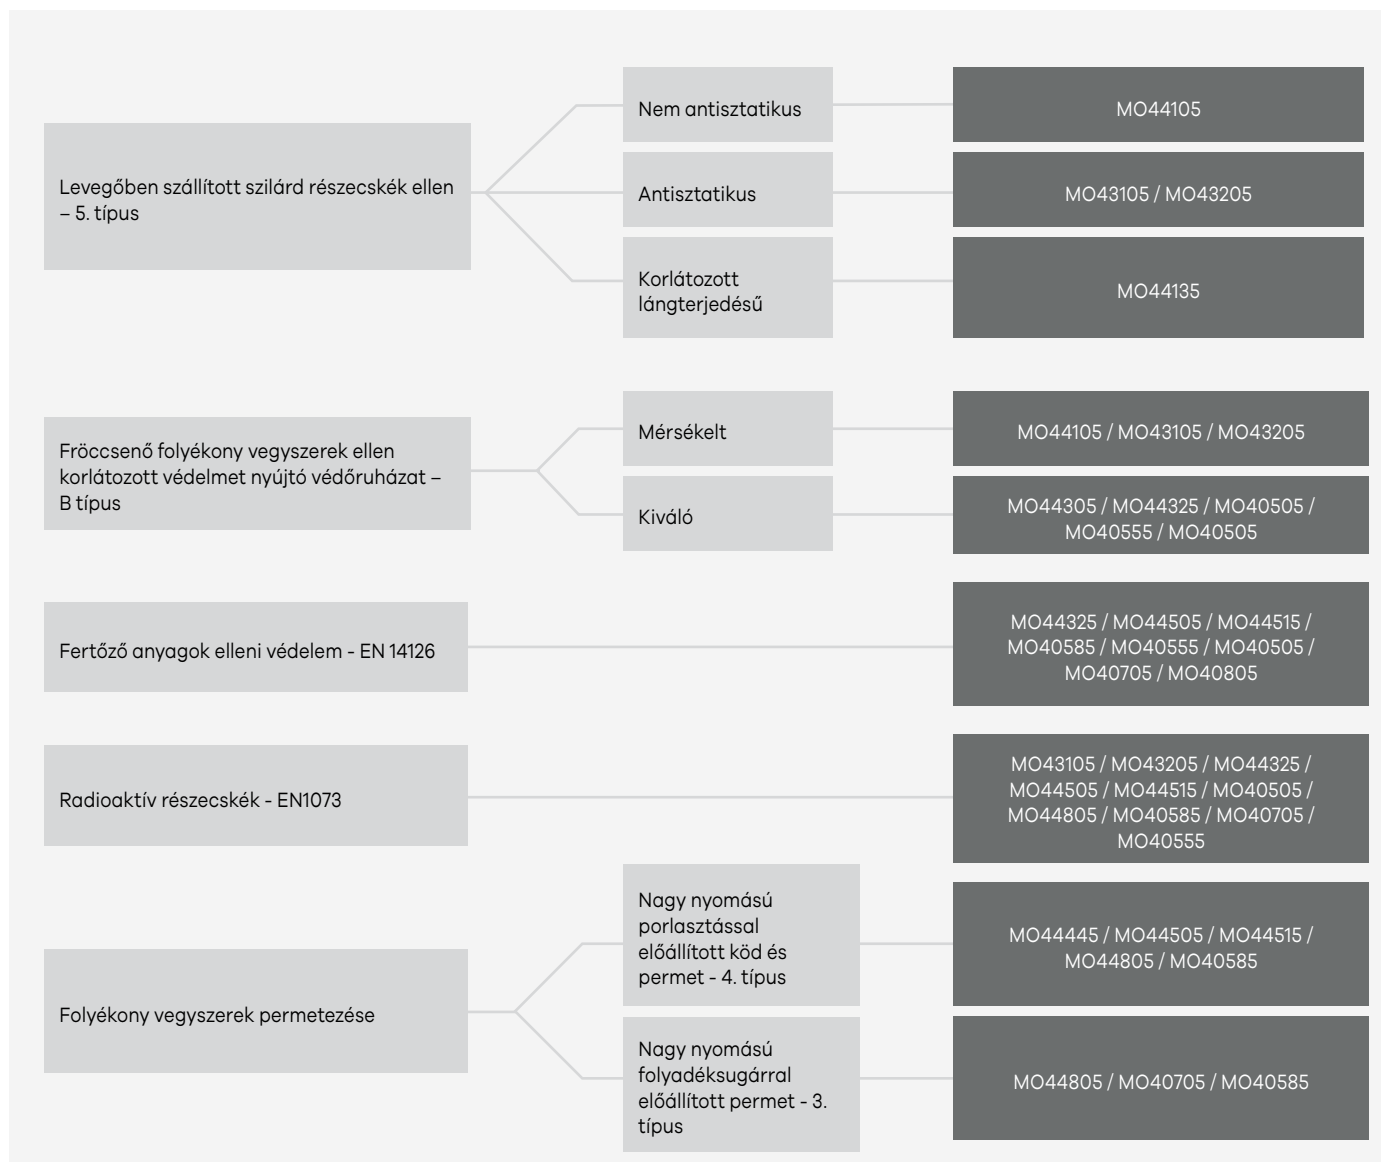 Levegőben szállított szilárd részecskék ellen
– 5. típus
Nem antisztatikus
MO44105
Antisztatikus
MO43105 / MO43205
Korlátozott
lángterjedésű
MO44135
Fröccsenő folyékony vegyszerek ellen
korlátozott védelmet nyújtó védőruházat –
B típus
Mérsékelt
MO44105 / MO43105 / MO43205
Kiváló
MO44305 / MO44325 / MO40505 /
MO40555 / MO40505
Fertőző anyagok elleni védelem - EN 14126
MO44325 / MO44505 / MO44515 /
MO40585 / MO40555 / MO40505 /
MO40705 / MO40805
Radioaktív részecskék - EN1073
MO43105 / MO43205 / MO44325 /
MO44505 / MO44515 / MO40505 /
MO44805 / MO40585 / MO40705 /
MO40555
Folyékony vegyszerek permetezése
Nagy nyomású
porlasztással
előállított köd és
permet - 4. típus
MO44445 / MO44505 / MO44515 /
MO44805 / MO40585
Nagy nyomású
folyadéksugárral
előállított permet - 3.
típus
MO44805 / MO40705 / MO40585